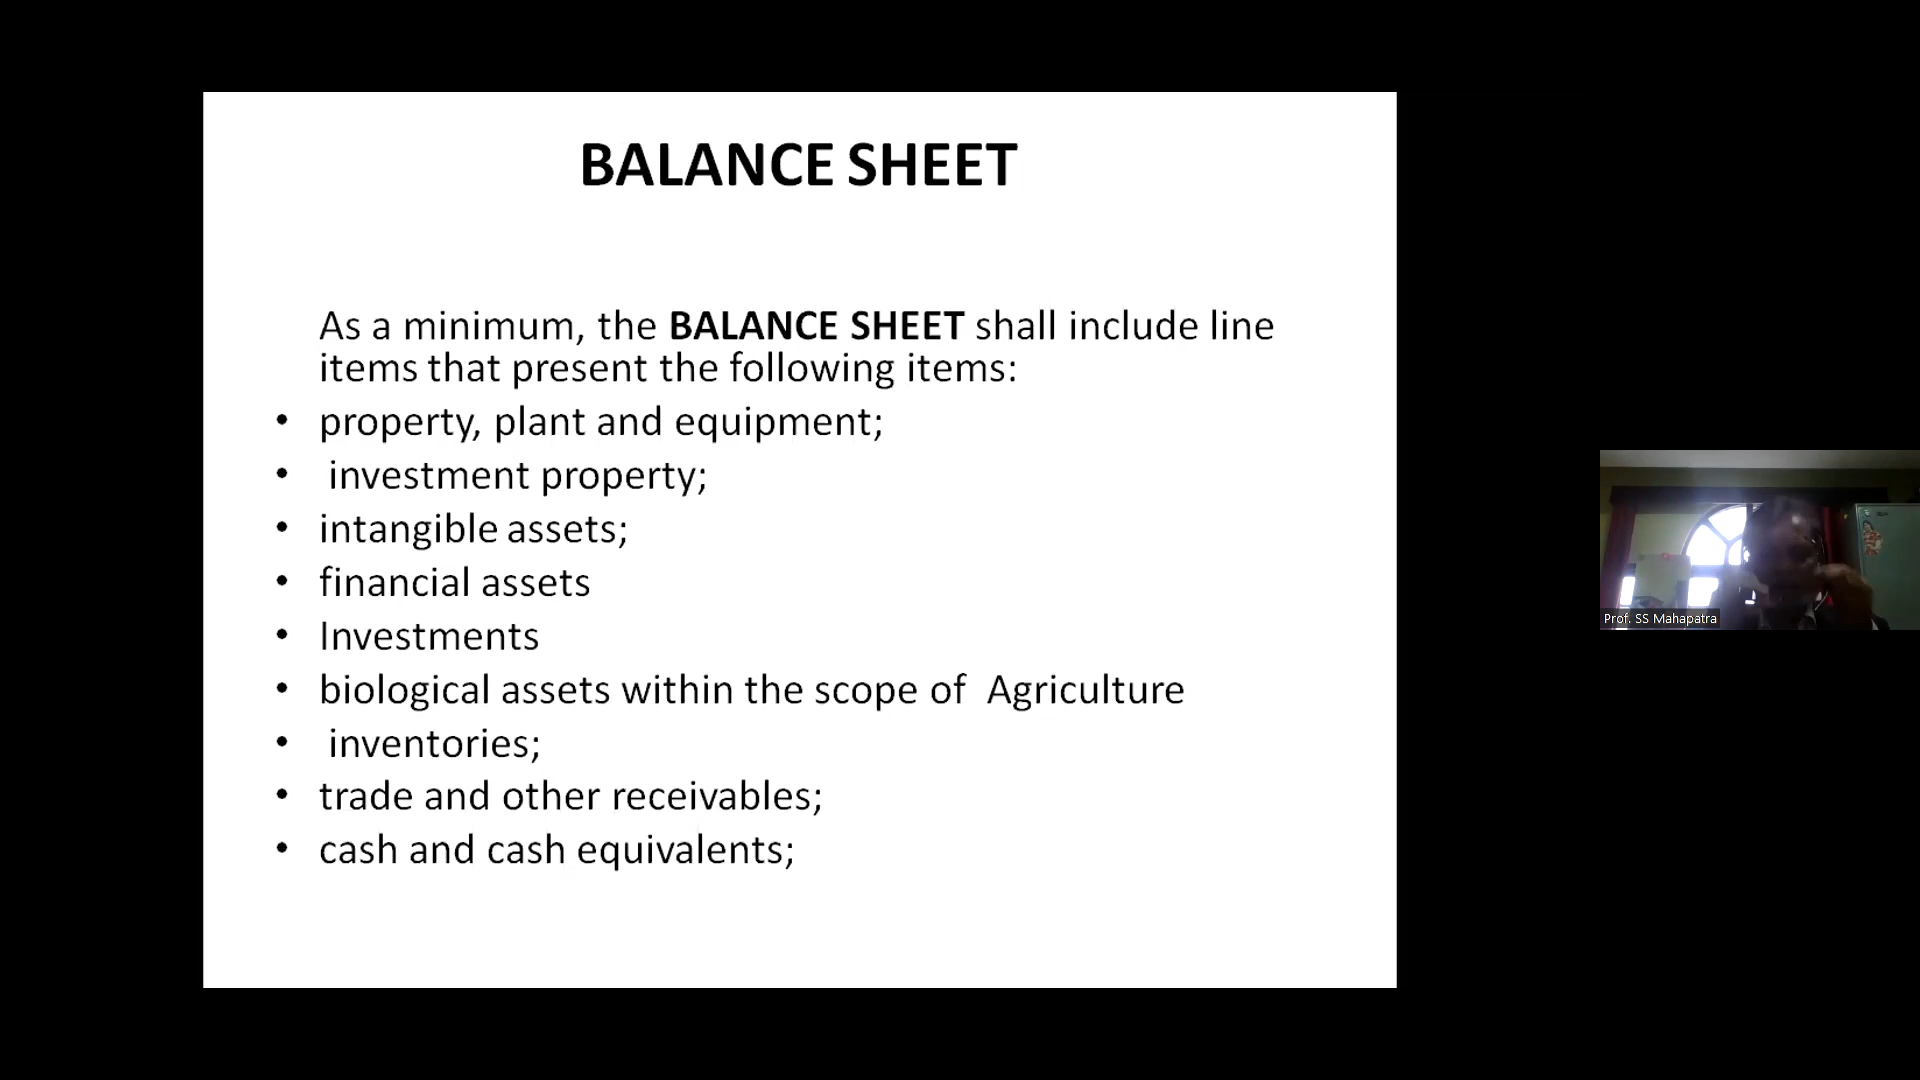 BALANCE SHEET
As a minimum, the BALANCE SHEET shall include line
items that present the following items:
• property, plant and equipment;
• investment property;
• intangible assets;
• financial assets
• Investments
• biological assets within the scope of Agriculture
• inventories;
• trade and other receivables;
• cash and cash equivalents;
Prof. SS Mahapatra